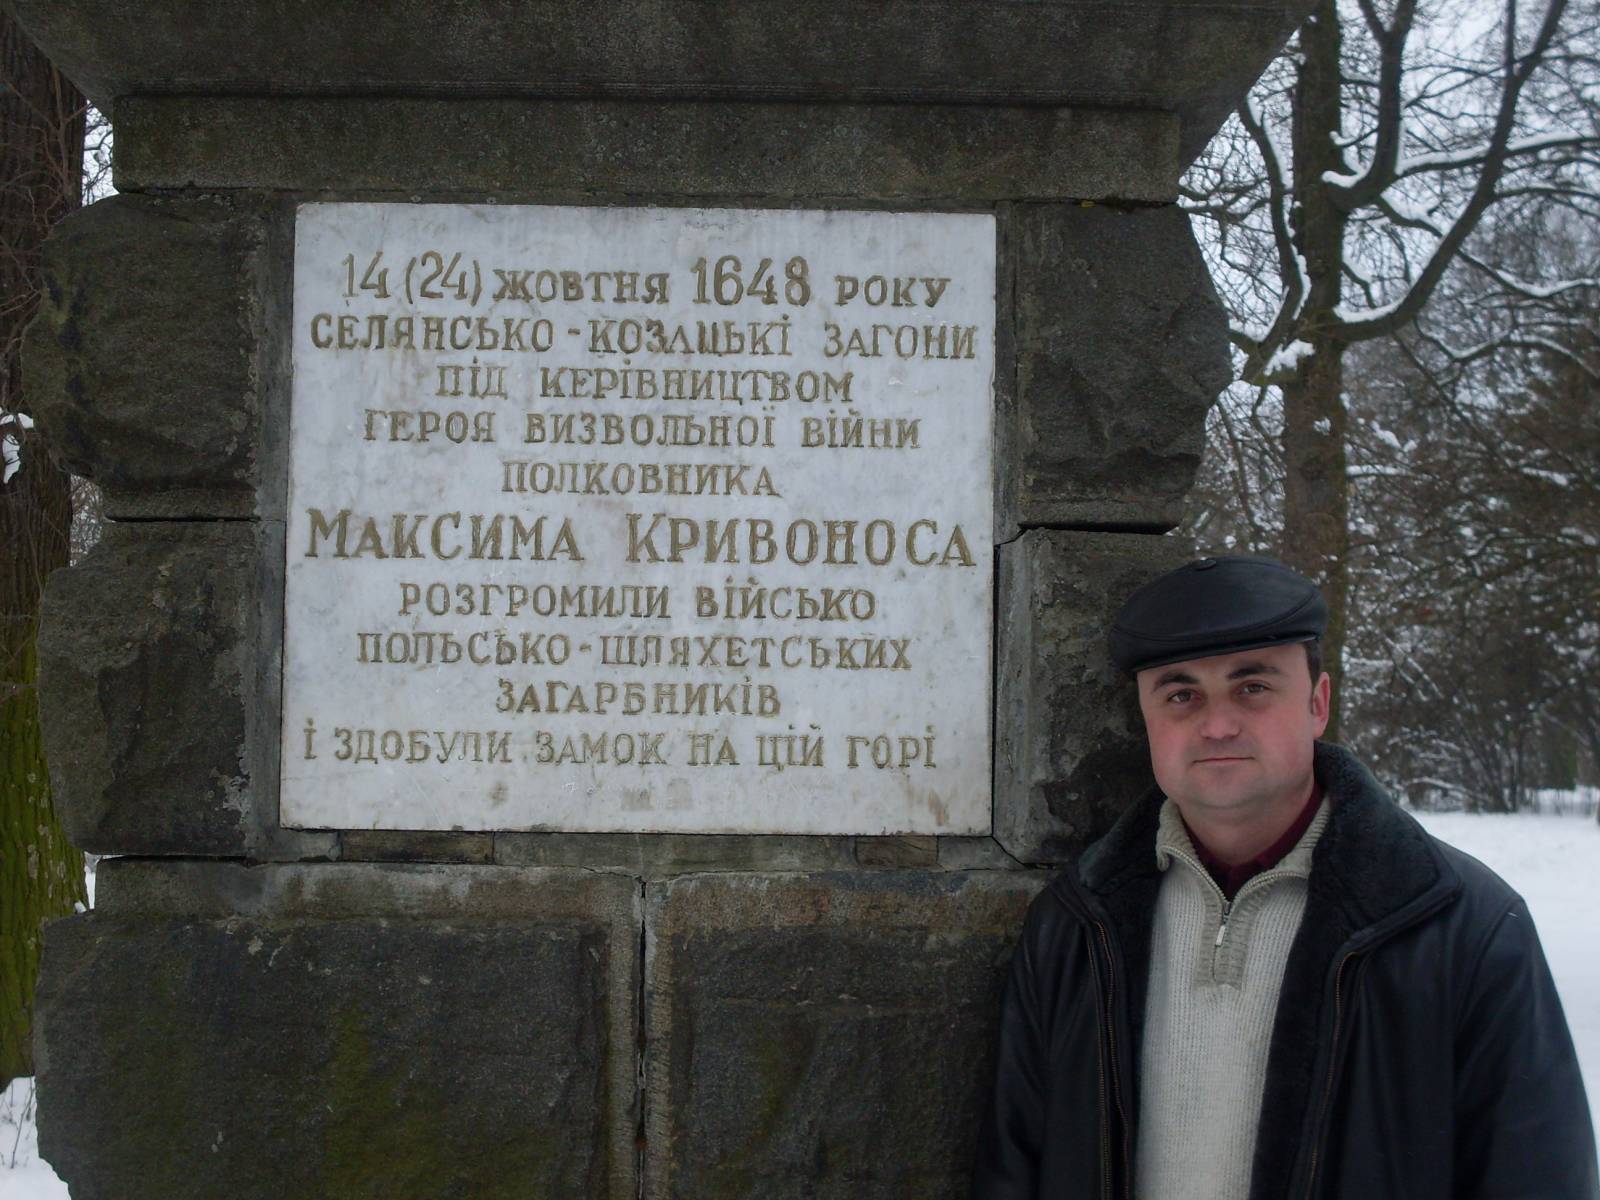 14 (24) жовтня 1648 року
селянсько-козацькі загони
під керівництвом
героя визвольної війни
полковника
Максима Кривоноса
розгромили військо
польсько-шляхетських
загарбників
і здобули замок на цій горі